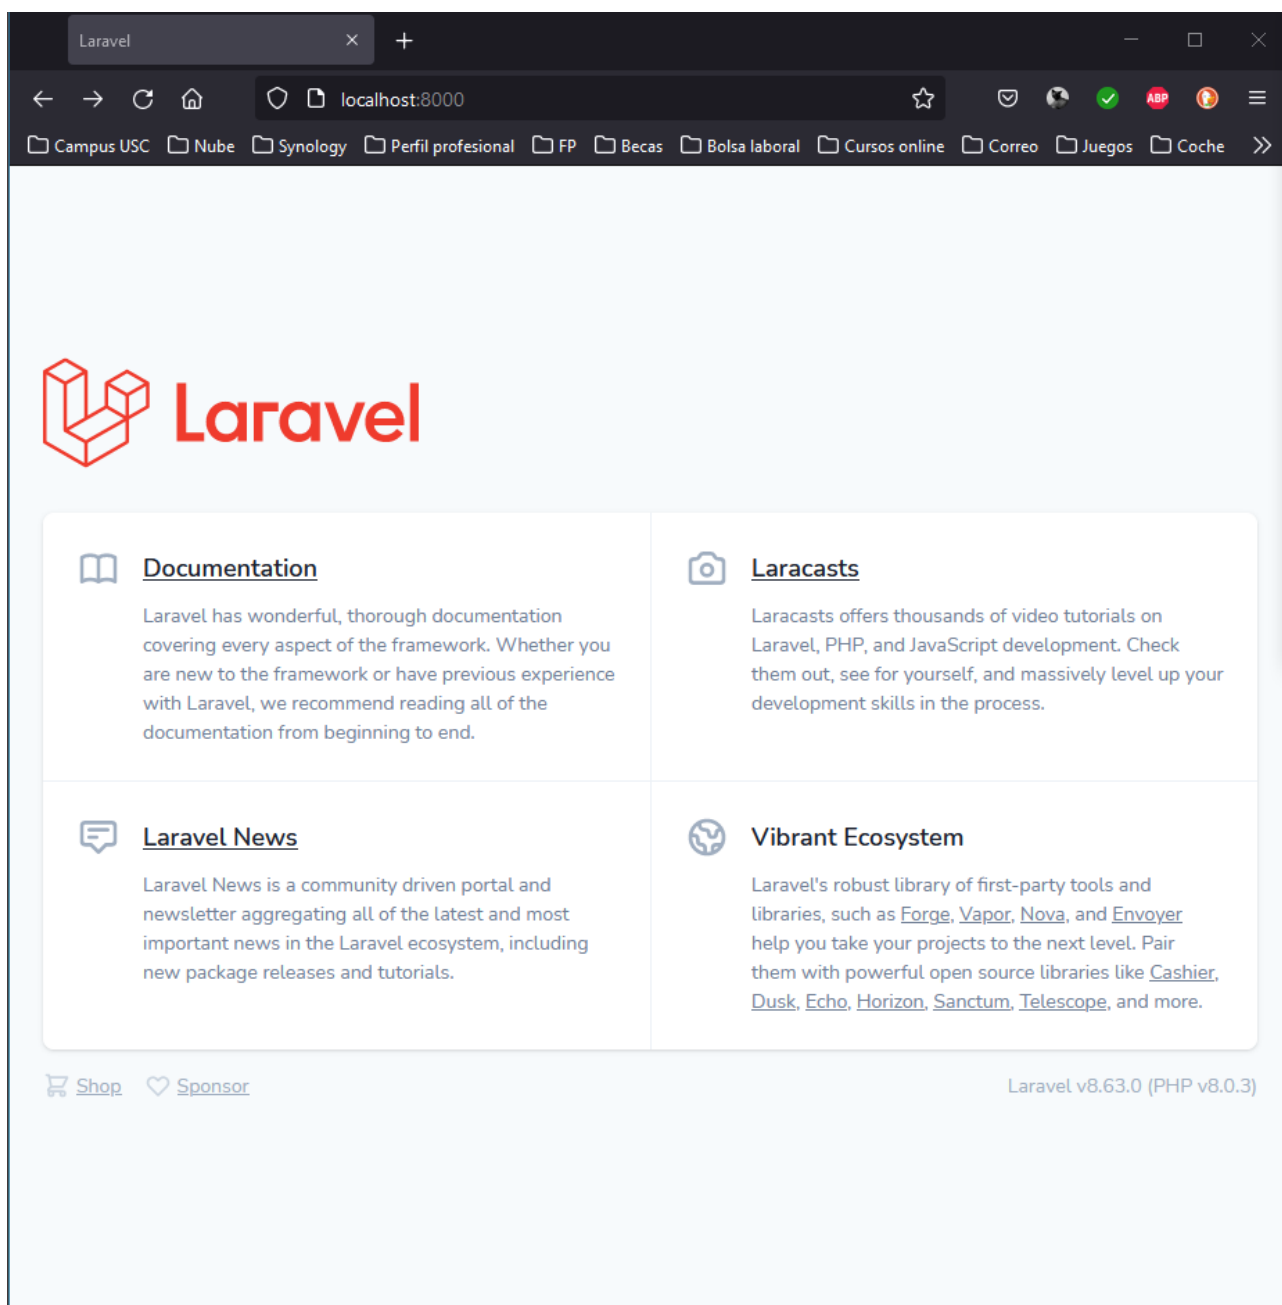 Laravel
localhost:8000
ABP
Campus USC Nube Synology Perfil profesional FP Becas Bolsa laboral Cursos online Correo Juegos Coche
Laravel
Documentation
Laravel has wonderful, thorough documentation
covering every aspect of the framework. Whether you
are new to the framework or have previous experience
with Laravel, we recommend reading all of the
documentation from beginning to end.
Laracasts
Laracasts offers thousands of video tutorials on
Laravel, PHP, and JavaScript development. Check
them out, see for yourself, and massively level up your
development skills in the process.
Laravel News
Laravel News is a community driven portal and
newsletter aggregating all of the latest and most
important news in the Laravel ecosystem, including
new package releases and tutorials.
Vibrant Ecosystem
Laravel's robust library of first-party tools and
libraries, such as Forge, Vapor, Nova, and Envoyer
help you take your projects to the next level. Pair
them with powerful open source libraries like Cashier,
Dusk, Echo, Horizon, Sanctum, Telescope, and more.
Shop Sponsor
Laravel v8.63.0 (PHP v8.0.3)